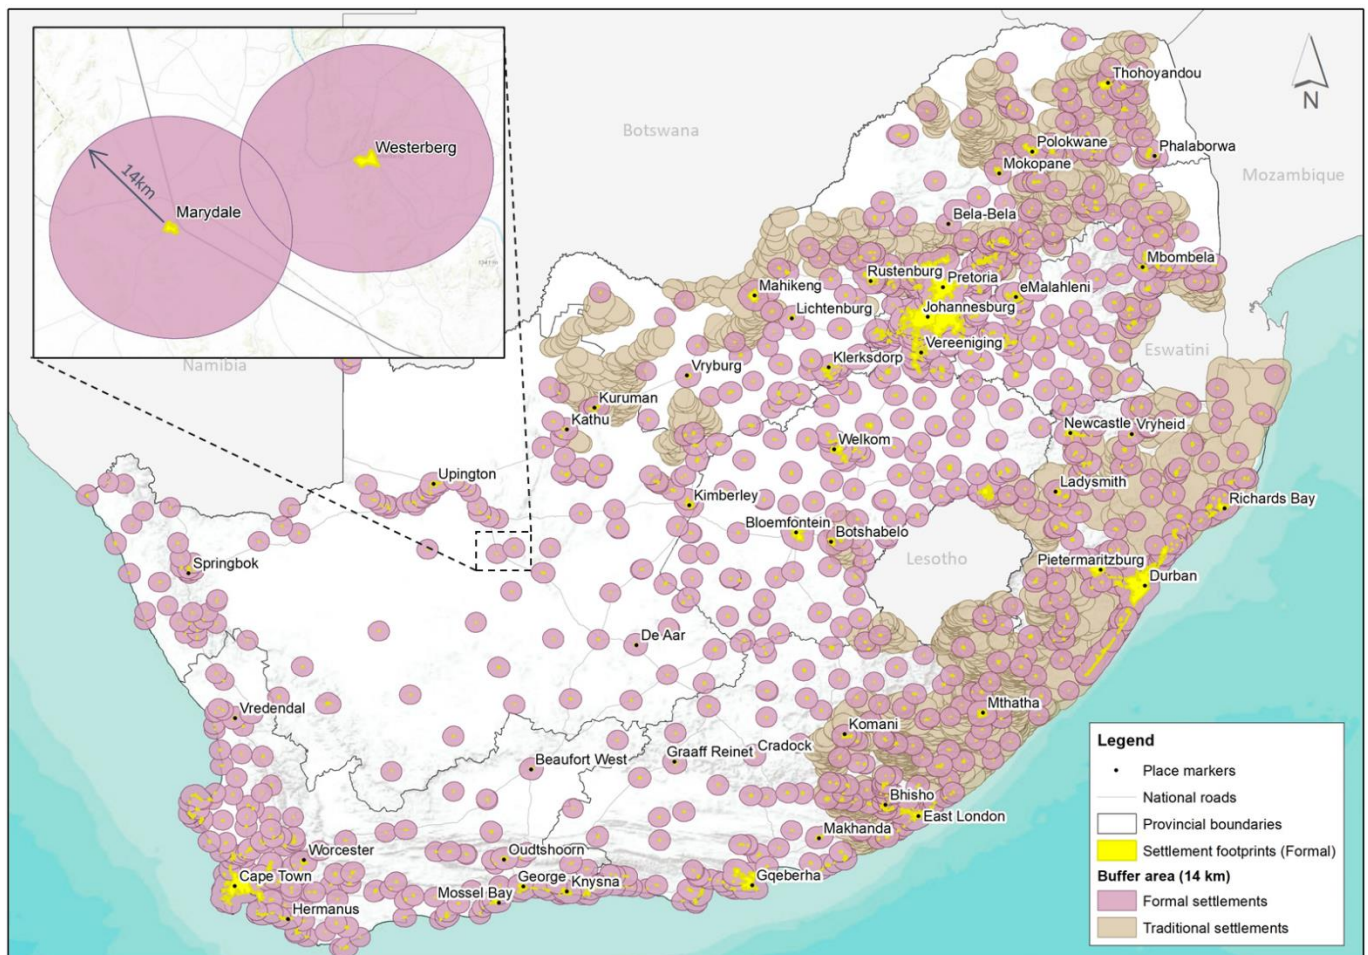 Westerberg
14km
Marydale
Botswana
Namibia
Mozambique
Eswatini
Lesotho
N
Thohoyandou
Polokwane
Phalaborwa
Mokopane
Bela-Bela
Mbombela
Rustenburg
Pretoria
Mahikeng
eMalahleni
Lichtenburg
Johannesburg
Vereeniging
Klerksdorp
Vryburg
Kuruman
Kathu
Newcastle
Vryheid
Welkom
Upington
Ladysmith
Kimberley
Richards Bay
Bloemfontein
Botshabelo
Springbok
Pietermaritzburg
Durban
De Aar
Mthatha
Vredendal
Komani
Cradock
Graaff Reinet
Beaufort West
Bhisho
East London
Makhanda
Worcester
Oudtshoorn
Cape Town
George
Knysna
Gqeberha
Mossel Bay
Hermanus
Legend
Place markers
National roads
Provincial boundaries
Settlement footprints (Formal)
Buffer area (14 km)
Formal settlements
Traditional settlements